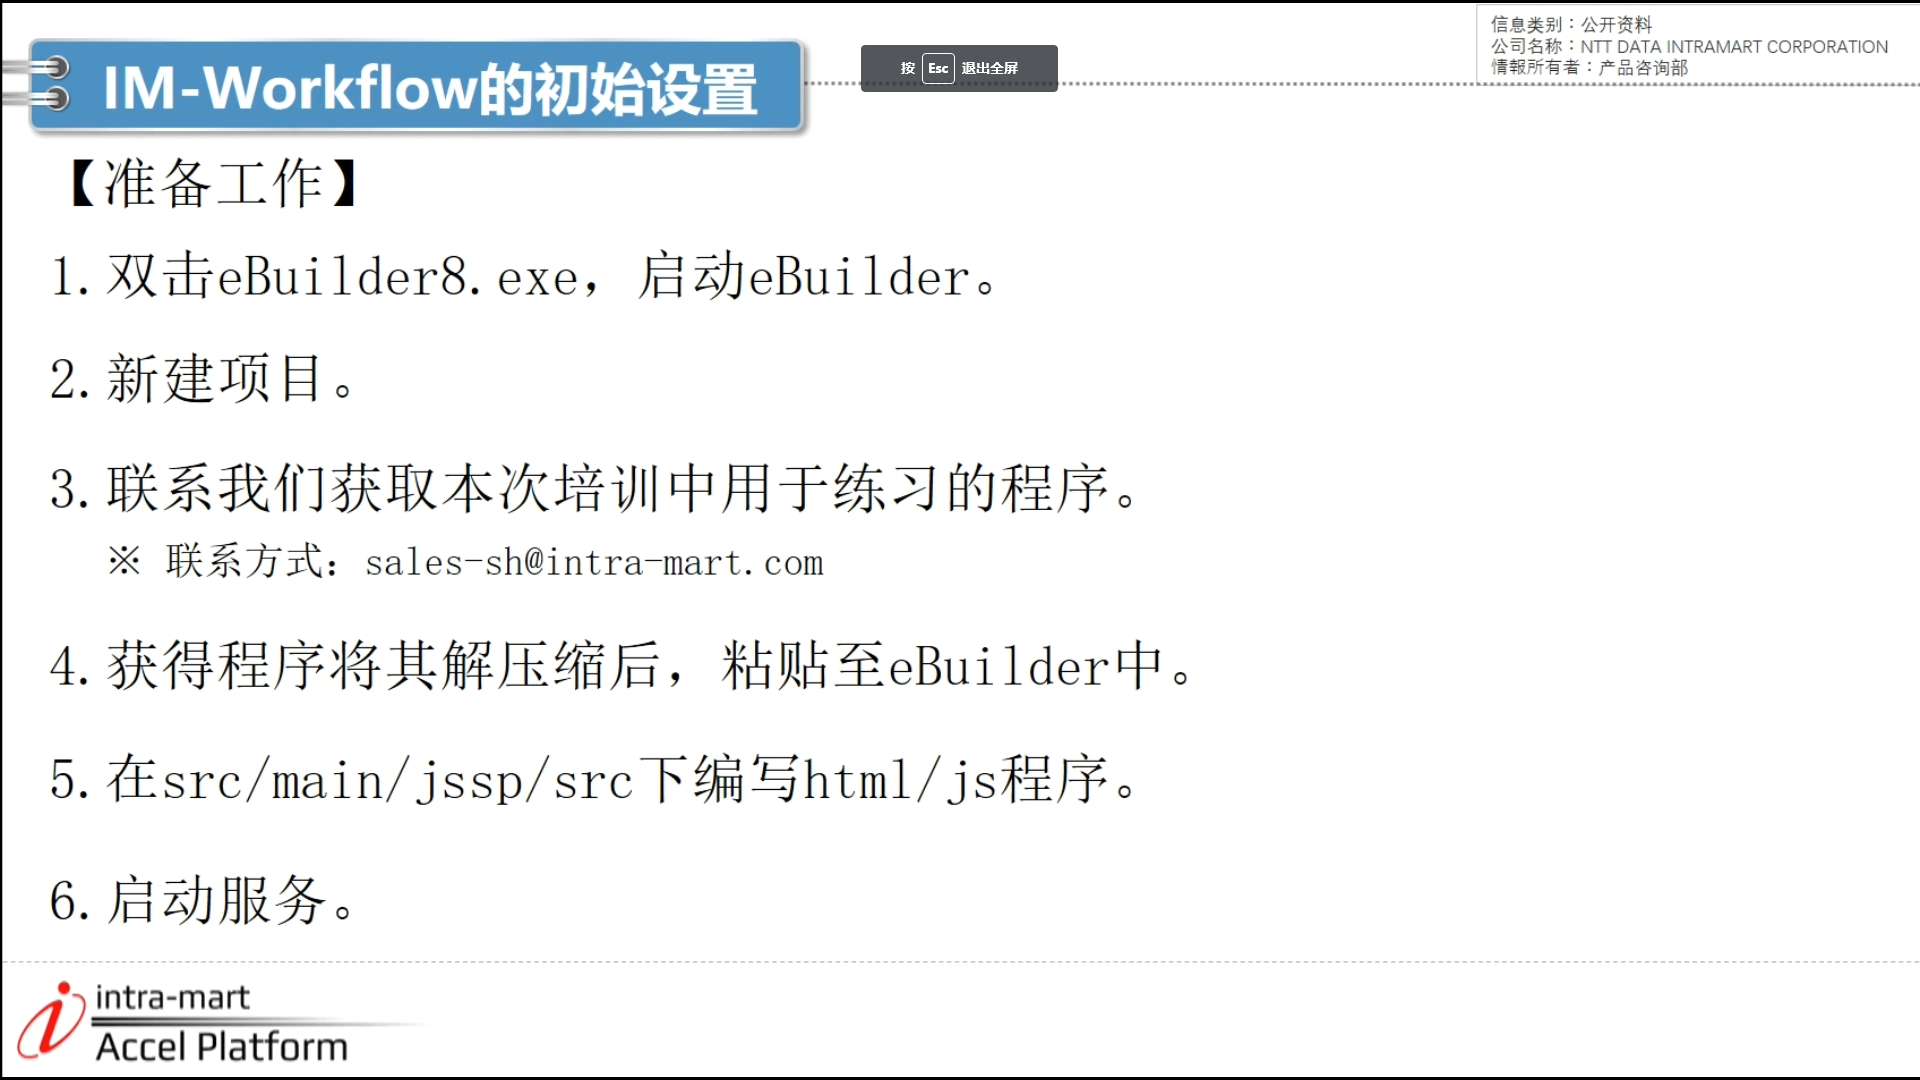 信息类别：公开资料
公司名称：NTT DATA INTRAMART CORPORATION
情報所有者：产品咨询部
IM-Workflow的初始设置
按 Esc 退出全屏
【准备工作】
1.双击eBuilder8.exe，启动eBuilder。
2.新建项目。
3.联系我们获取本次培训中用于练习的程序。
※ 联系方式：sales-sh@intra-mart.com
4.获得程序将其解压缩后，粘贴至eBuilder中。
5.在src/main/jssp/src下编写html/js程序。
6.启动服务。
intra-mart
Accel Platform